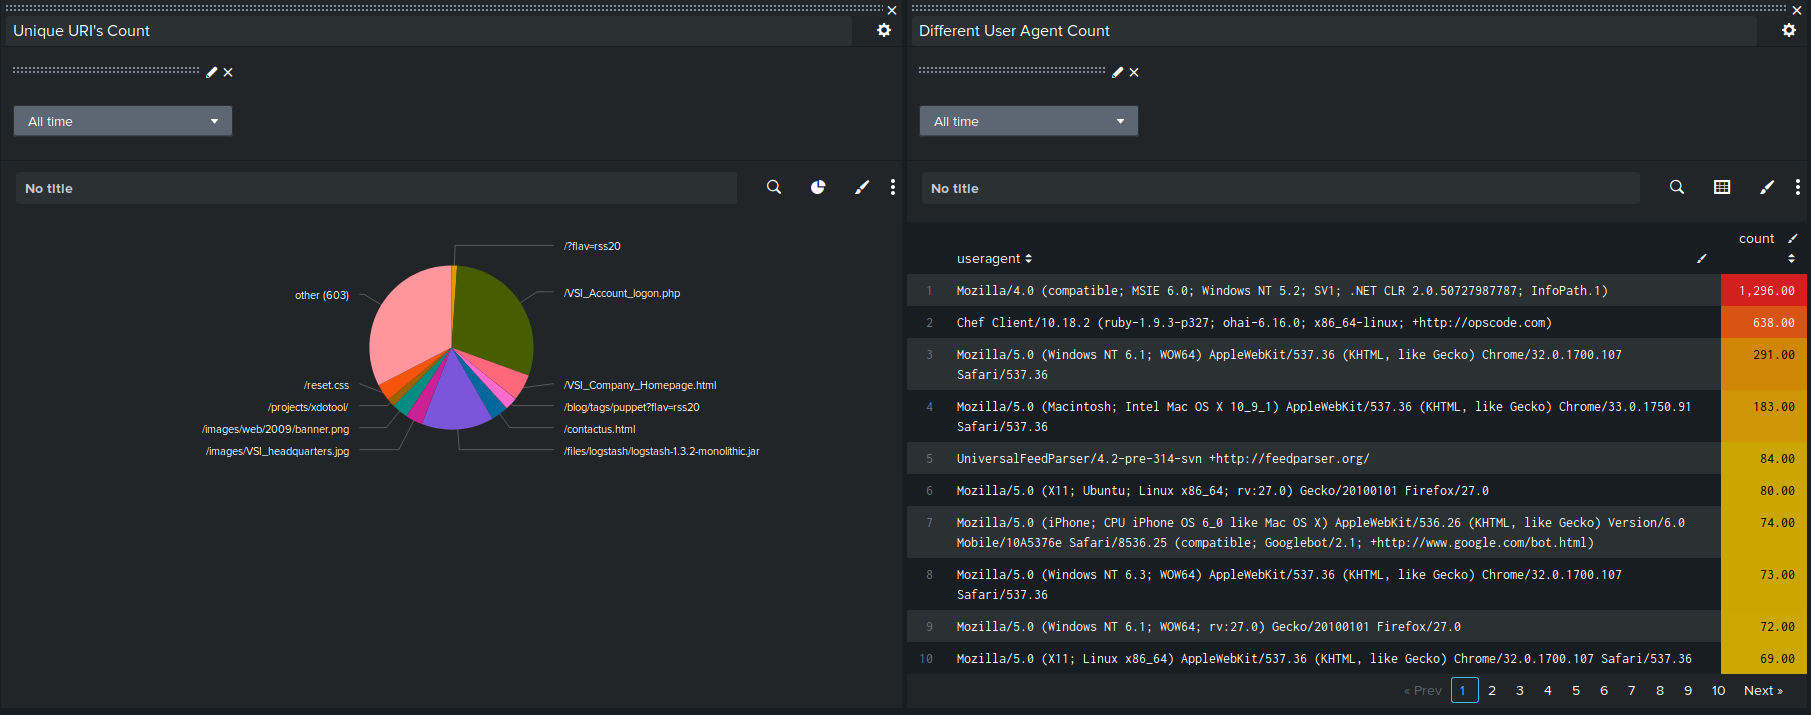 Unique URI's Count
All time
No title
/?flav=rss20
/VSI_Account_logon.php
other (603)
/reset.css
/VSI_Company_Homepage.html
/projects/xdotool/
/blog/tags/puppet?flav=rss20
/images/web/2009/banner.png
/contactus.html
/images/VSI_headquarters.jpg
/files/logstash/logstash-1.3.2-monolithic.jar
Different User Agent Count
All time
No title
useragent count
1 Mozilla/4.0 (compatible; MSIE 6.0; Windows NT 5.2; SV1; .NET CLR 2.0.50727987787; InfoPath.1) 1,296.00
2 Chef Client/10.18.2 (ruby-1.9.3-p327; ohai-6.16.0; x86_64-linux; +http://opscode.com) 638.00
3 Mozilla/5.0 (Windows NT 6.1; WOW64) AppleWebKit/537.36 (KHTML, like Gecko) Chrome/32.0.1700.107 291.00
Safari/537.36
4 Mozilla/5.0 (Macintosh; Intel Mac OS X 10_9_1) AppleWebKit/537.36 (KHTML, like Gecko) Chrome/33.0.1750.91 183.00
Safari/537.36
5 UniversalFeedParser/4.2-pre-314-svn +http://feedparser.org/ 84.00
6 Mozilla/5.0 (X11; Ubuntu; Linux x86_64; rv:27.0) Gecko/20100101 Firefox/27.0 80.00
7 Mozilla/5.0 (iPhone; CPU iPhone OS 6_0 like Mac OS X) AppleWebKit/536.26 (KHTML, like Gecko) Version/6.0 74.00
Mobile/10A5376e Safari/8536.25 (compatible; Googlebot/2.1; +http://www.google.com/bot.html)
8 Mozilla/5.0 (Windows NT 6.3; WOW64) AppleWebKit/537.36 (KHTML, like Gecko) Chrome/32.0.1700.107 73.00
Safari/537.36
9 Mozilla/5.0 (Windows NT 6.1; WOW64; rv:27.0) Gecko/20100101 Firefox/27.0 72.00
10 Mozilla/5.0 (X11; Linux x86_64) AppleWebKit/537.36 (KHTML, like Gecko) Chrome/32.0.1700.107 Safari/537.36 69.00
« Prev 1 2 3 4 5 6 7 8 9 10 Next »